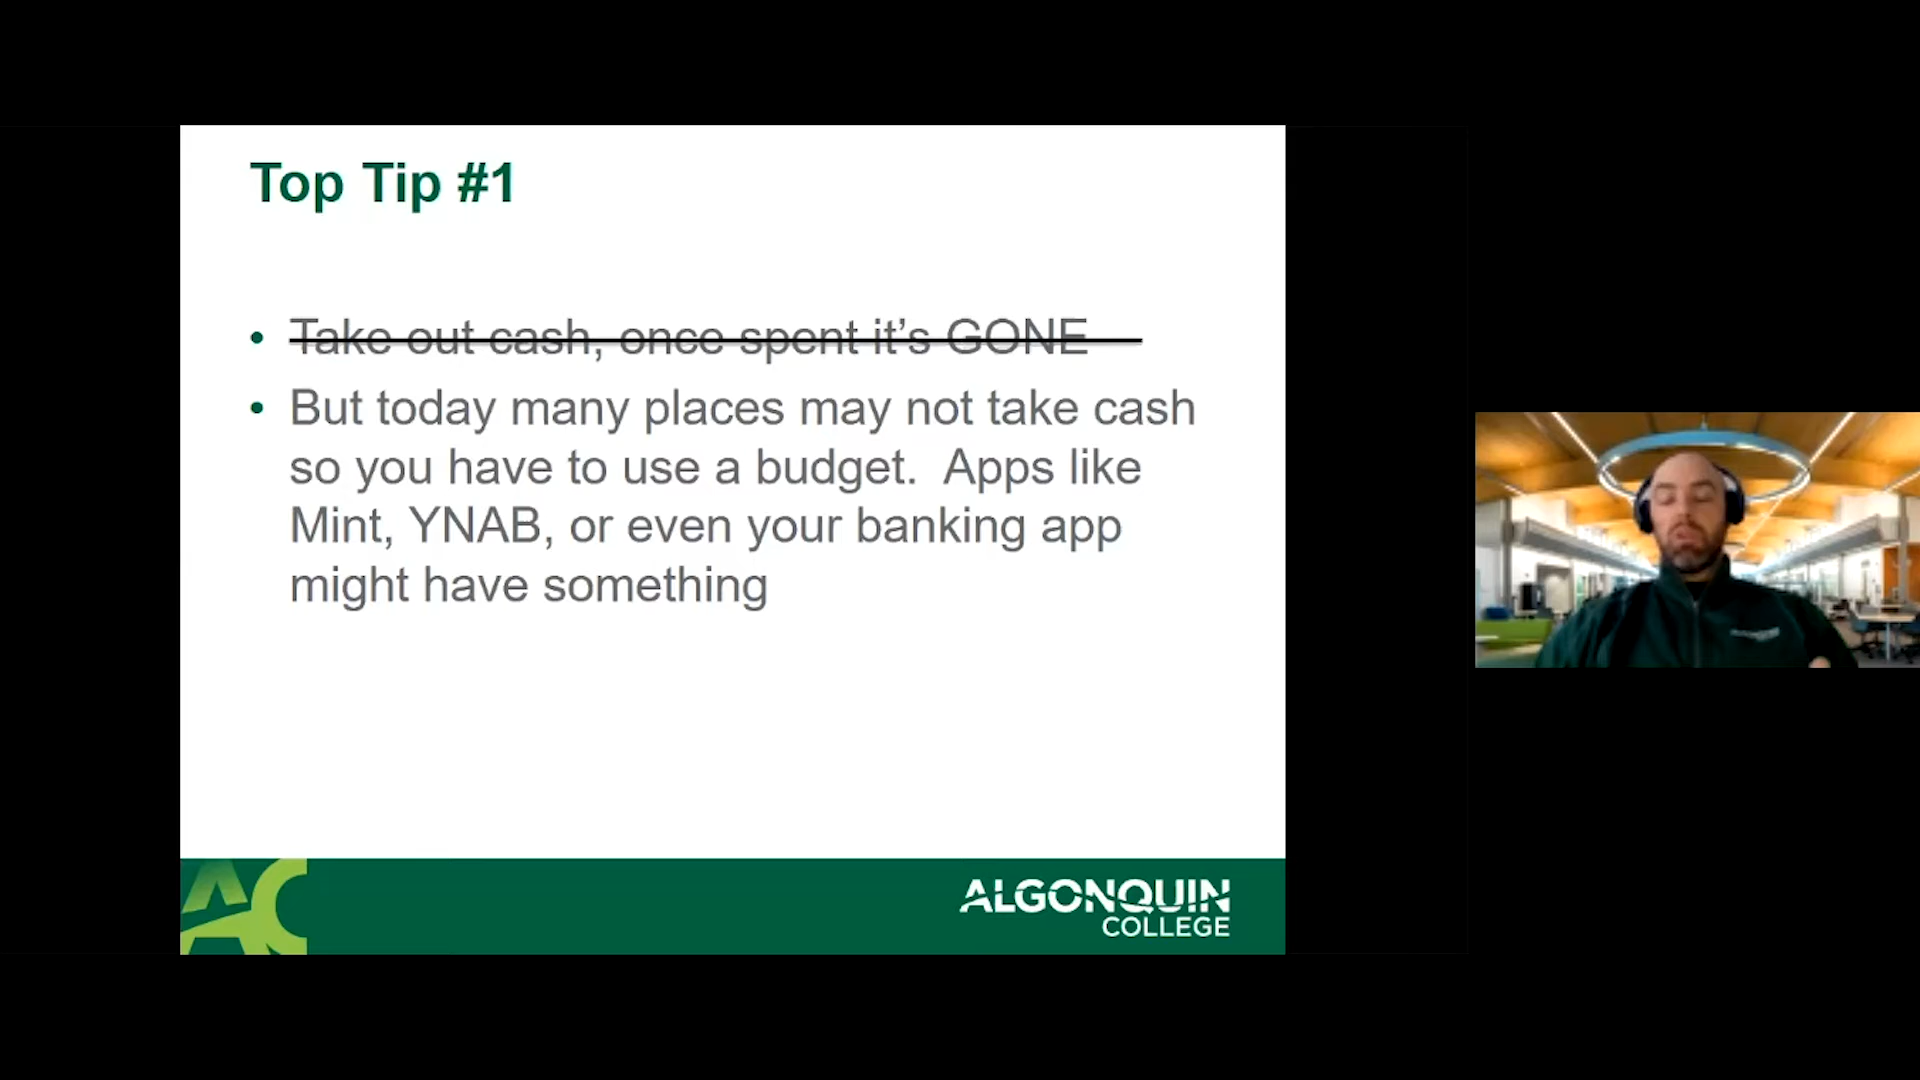 Top Tip #1
• Take out cash, once spent it’s GONE
• But today many places may not take cash
so you have to use a budget.  Apps like
Mint, YNAB, or even your banking app
might have something
AC
ALGONQUIN
COLLEGE